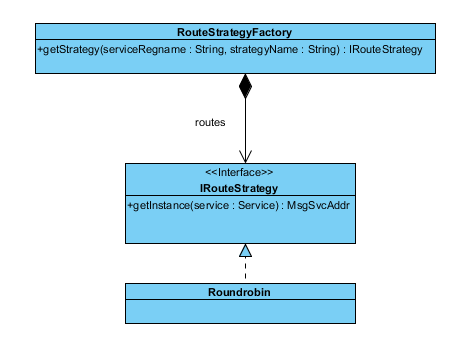 RouteStrategyFactory
+getStrategy(serviceRegname : String, strategyName : String) : IRouteStrategy
routes
<<Interface>>
IRouteStrategy
+getInstance(service : Service) : MsgSvcAddr
Roundrobin